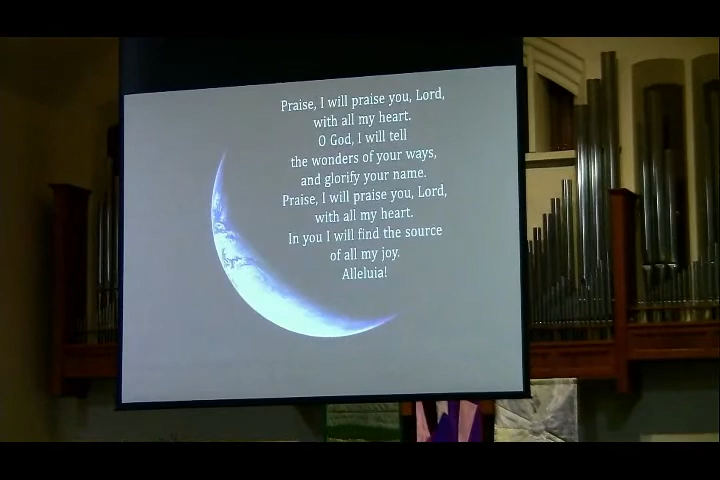 Praise, I will praise you, Lord,
with all my heart.
O God, I will tell
the wonders of your ways,
and glorify your name.
Praise, I will praise you, Lord,
with all my heart.
In you I will find the source
of all my joy.
Alleluia!